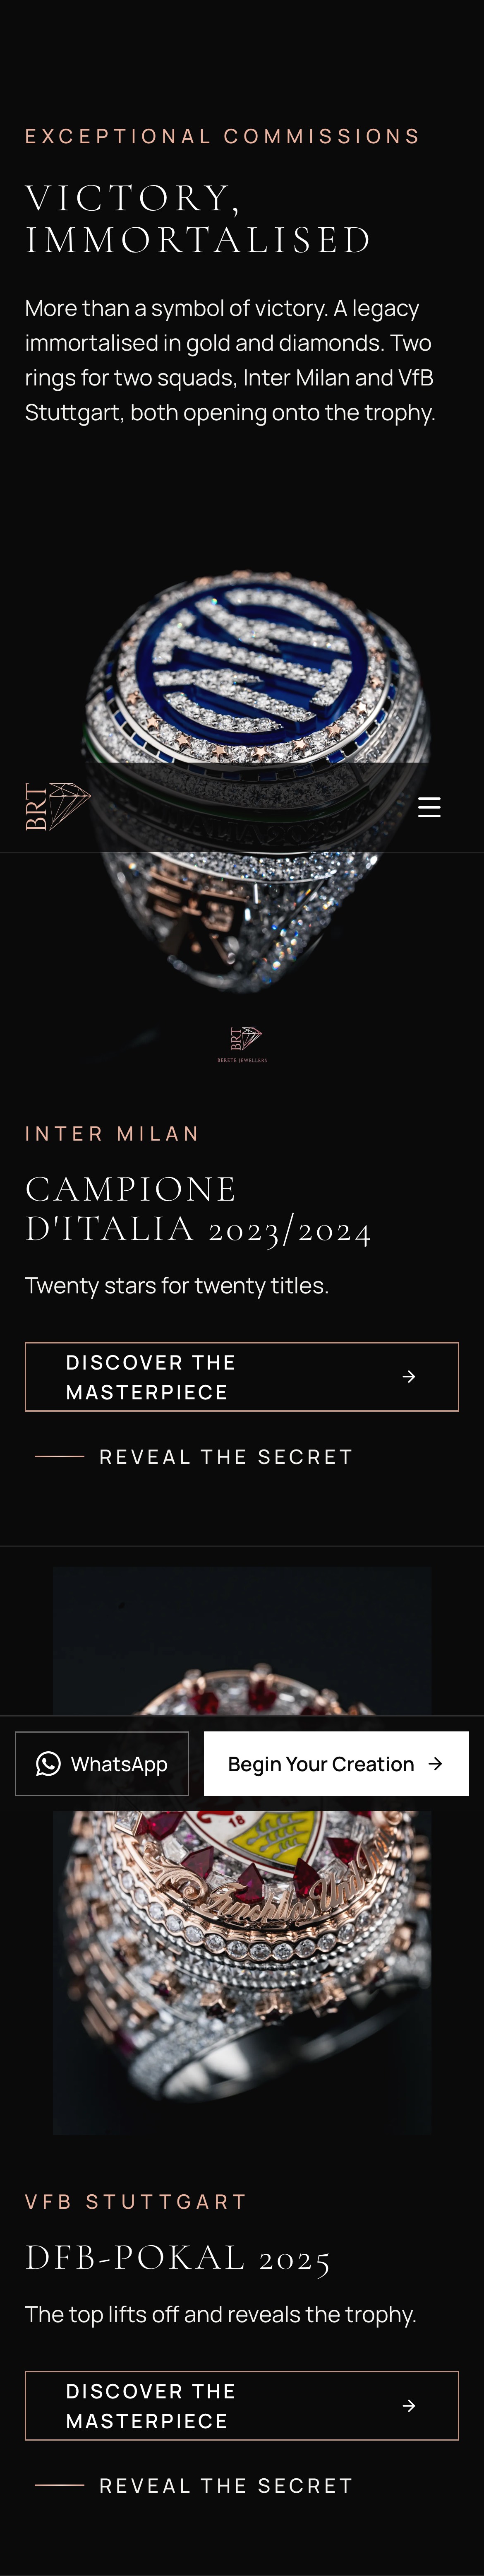 EXCEPTIONAL COMMISSIONS
VICTORY,
IMMORTALISED
More than a symbol of victory. A legacy
immortalised in gold and diamonds. Two
rings for two squads, Inter Milan and VfB
Stuttgart, both opening onto the trophy.
BRT
BRT
BERETE JEWELLERS
INTER MILAN
CAMPIONE
D'ITALIA 2023/2024
Twenty stars for twenty titles.
DISCOVER THE
MASTERPIECE
REVEAL THE SECRET
WhatsApp
Begin Your Creation
18
VFB STUTTGART
DFB-POKAL 2025
The top lifts off and reveals the trophy.
DISCOVER THE
MASTERPIECE
REVEAL THE SECRET